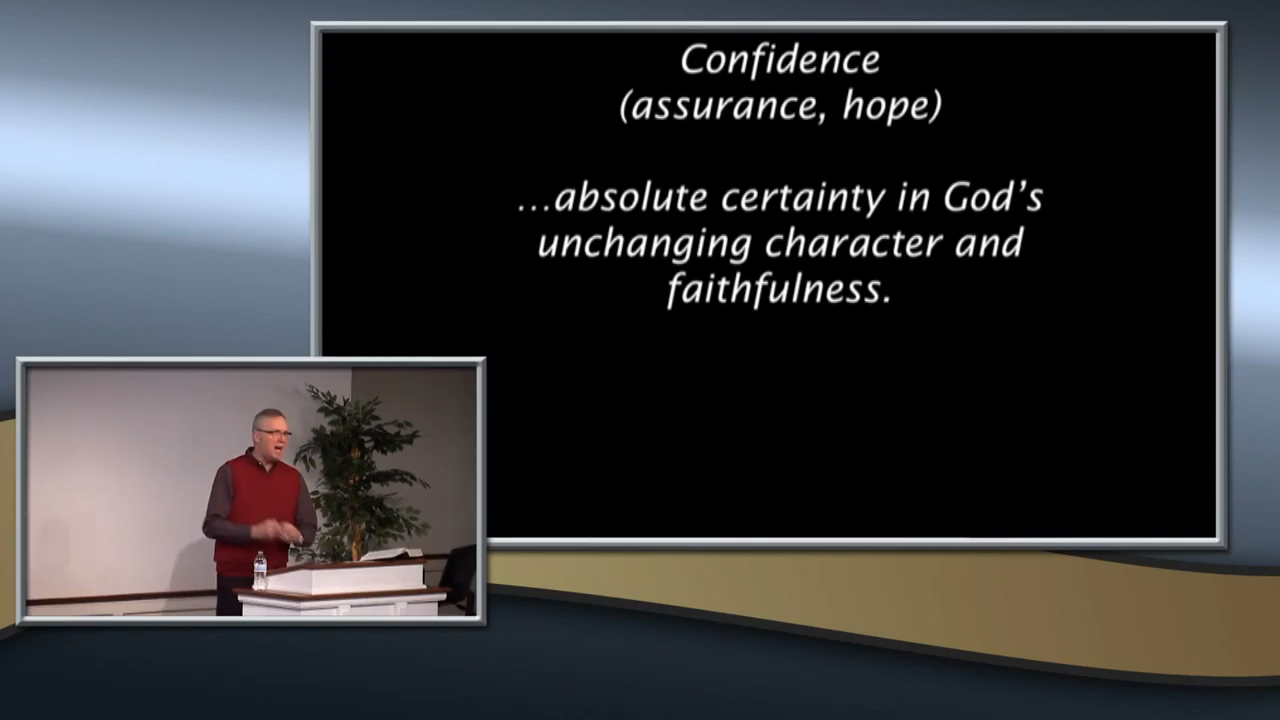 Confidence
(assurance, hope)
…absolute certainty in God’s
unchanging character and
faithfulness.